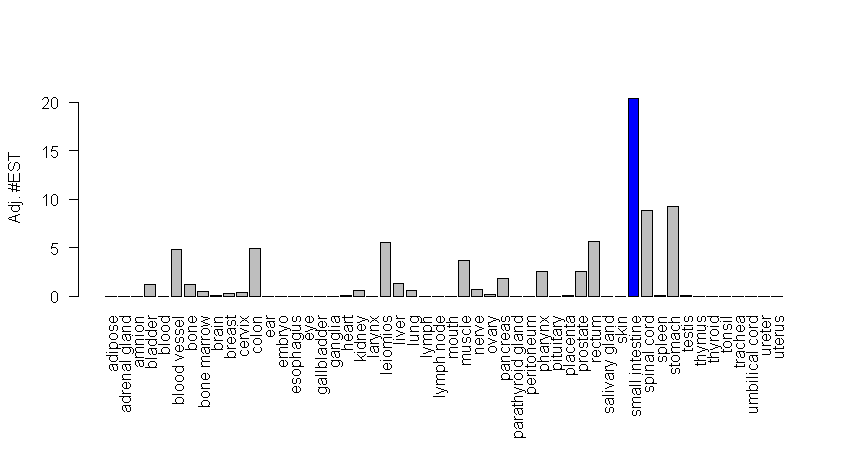 Adj. #EST
20
15
10
5
0
adipose
adrenal gland
amnion
bladder
blood
blood vessel
bone
bone marrow
brain
breast
cervix
colon
ear
embryo
esophagus
eye
gallbladder
ganglia
heart
kidney
larynx
leiomios
liver
lung
lymph
lymph node
mouth
muscle
nerve
ovary
pancreas
parathyroid gland
peritoneum
pharynx
pituitary
placenta
prostate
rectum
salivary gland
skin
small intestine
spinal cord
spleen
stomach
testis
thymus
thyroid
tonsil
trachea
umbilical cord
ureter
uterus